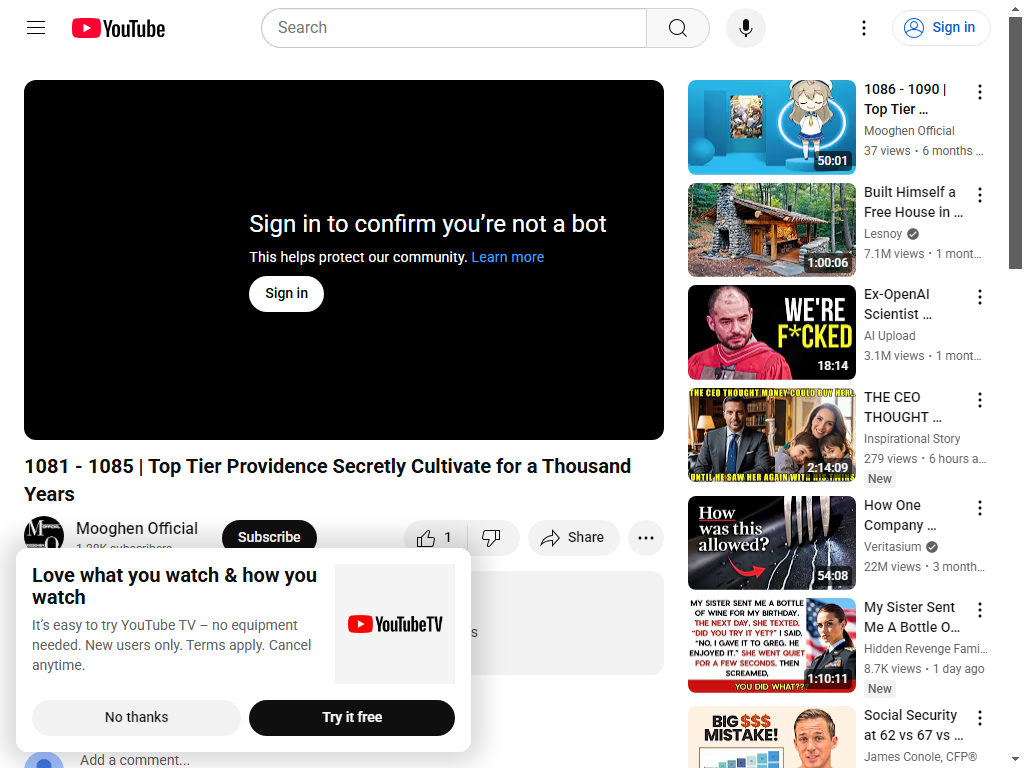 YouTube
Search
Sign in
Sign in to confirm you’re not a bot
This helps protect our community. Learn more
Sign in
1081 - 1085 | Top Tier Providence Secretly Cultivate for a Thousand
Years
Mooghen Official
Subscribe
1
Share
Love what you watch & how you
watch
It’s easy to try YouTube TV – no equipment
needed. New users only. Terms apply. Cancel
anytime.
YouTubeTV
No thanks
Try it free
Add a comment...
50:01
1086 - 1090 |
Top Tier ...
Mooghen Official
37 views • 6 months ...
1:00:06
Built Himself a
Free House in ...
Lesnoy
7.1M views • 1 mont...
WE'RE
F*CKED
18:14
Ex-OpenAI
Scientist ...
AI Upload
3.1M views • 1 mont...
THE CEO THOUGHT MONEY COULD BUY HER..
2:14:09
UNTIL HE SAW HER AGAIN WITH HIS TWINS
THE CEO
THOUGHT ...
Inspirational Story
279 views • 6 hours a...
New
How
was this
allowed?
54:08
How One
Company ...
Veritasium
22M views • 3 month...
MY SISTER SENT ME A BOTTLE
OF WINE FOR MY BIRTHDAY.
THE NEXT DAY, SHE TEXTED,
"DID YOU TRY IT YET?" I SAID,
"NO, I GAVE IT TO GREG. HE
ENJOYED IT." SHE WENT QUIET
FOR A FEW SECONDS. THEN
SCREAMED,
YOU DID WHAT???
1:10:11
My Sister Sent
Me A Bottle O...
Hidden Revenge Fami...
8.7K views • 1 day ago
New
BIG $$$
MISTAKE!
Social Security
at 62 vs 67 vs ...
James Conole, CFP®